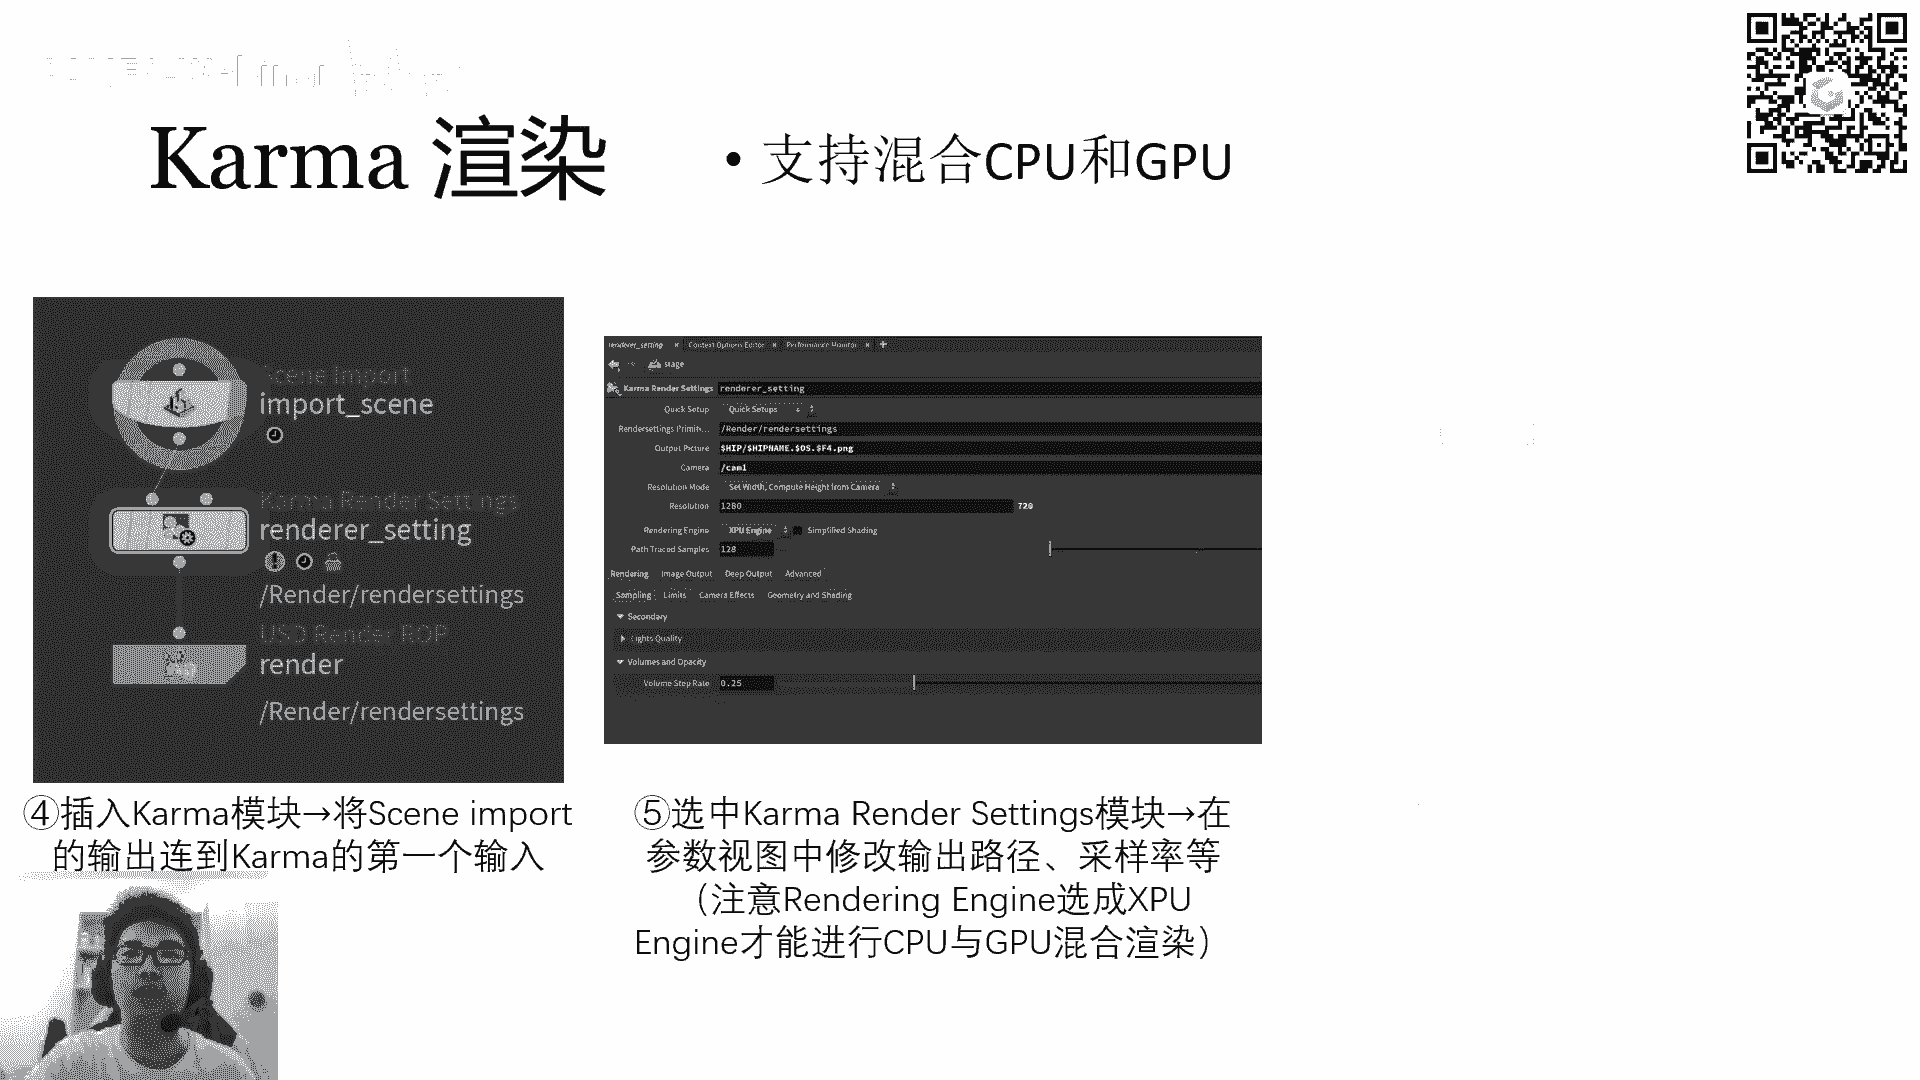 Karma 渲染
• 支持混合CPU和GPU
Scene Import
import_scene
Karma Render Settings
renderer_setting
/Render/rendersettings
USD Render ROP
render
/Render/rendersettings
renderer_setting × Context Options Editor × Performance Monitor ×
stage
Karma Render Settings renderer_setting
Quick Setup Quick Setups
Rendersettings Primit... /Render/rendersettings
Output Picture $HIP/$HIPNAME.$OS.$F4.png
Camera /cam1
Resolution Mode Set Width, Compute Height from Camera
Resolution 1280 720
Rendering Engine XPU Engine Simplified Shading
Path Traced Samples 128
Rendering Image Output Deep Output Advanced
Sampling Limits Camera Effects Geometry and Shading
Secondary
Lights Quality
Volumes and Opacity
Volume Step Rate 0.25
④插入Karma模块→将Scene import
的输出连到Karma的第一个输入
⑤选中Karma Render Settings模块→在
参数视图中修改输出路径、采样率等
（注意Rendering Engine选成XPU
Engine才能进行CPU与GPU混合渲染）